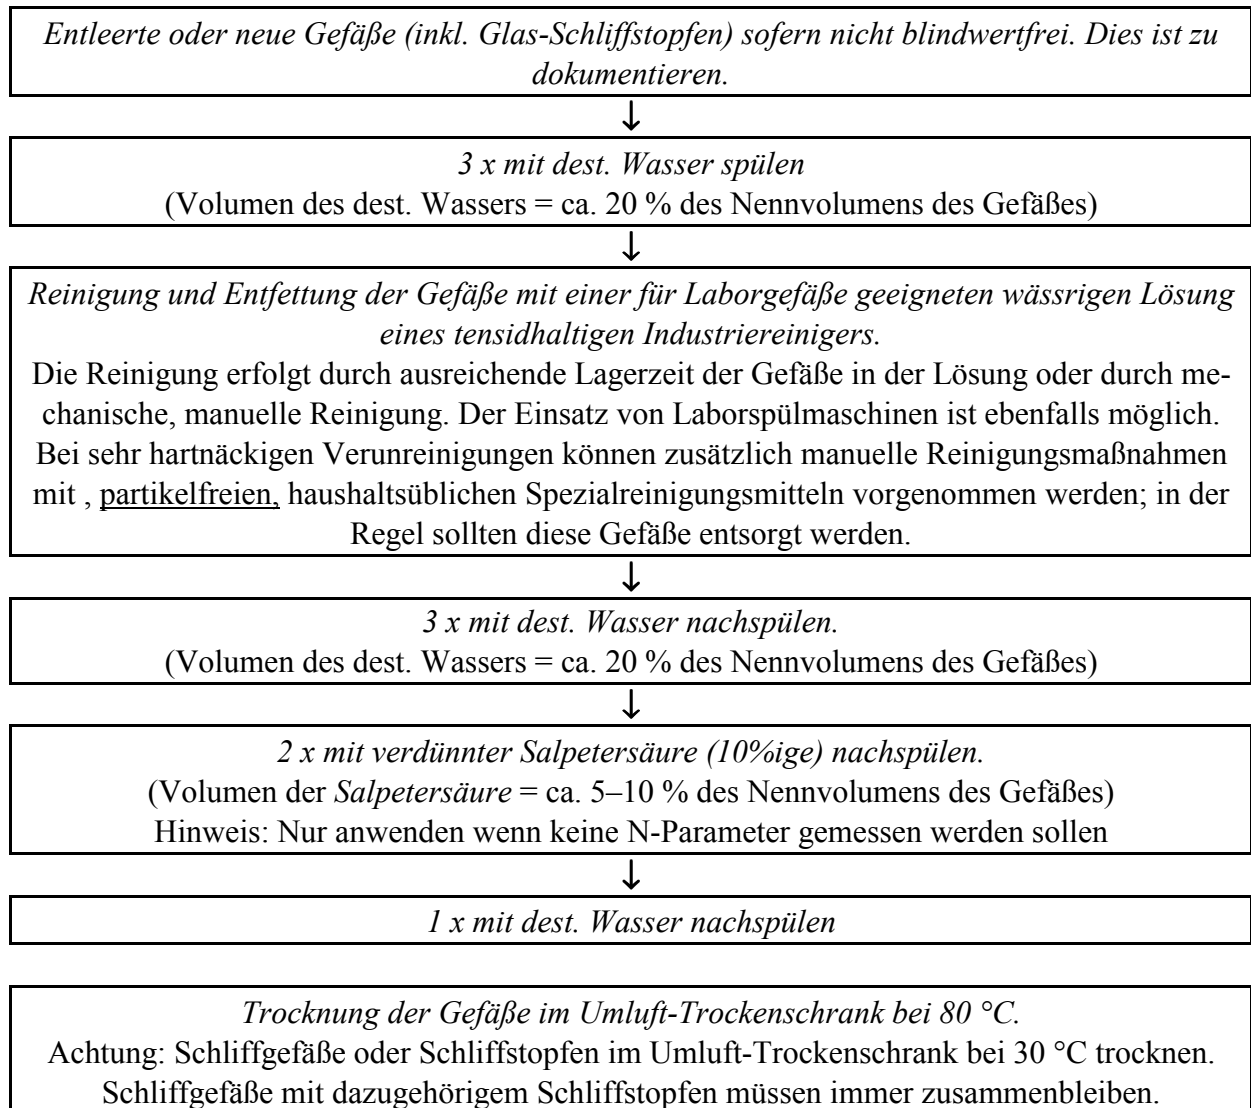 Entleerte oder neue Gefäße (inkl. Glas-Schliffstopfen) sofern nicht blindwertfrei. Dies ist zu
dokumentieren.
↓
3 x mit dest. Wasser spülen
(Volumen des dest. Wassers = ca. 20 % des Nennvolumens des Gefäßes)
↓
Reinigung und Entfettung der Gefäße mit einer für Laborgefäße geeigneten wässrigen Lösung
eines tensidhaltigen Industriereinigers.
Die Reinigung erfolgt durch ausreichende Lagerzeit der Gefäße in der Lösung oder durch me-
chanische, manuelle Reinigung. Der Einsatz von Laborspülmaschinen ist ebenfalls möglich.
Bei sehr hartnäckigen Verunreinigungen können zusätzlich manuelle Reinigungsmaßnahmen
mit , partikelfreien, haushaltsüblichen Spezialreinigungsmitteln vorgenommen werden; in der
Regel sollten diese Gefäße entsorgt werden.
↓
3 x mit dest. Wasser nachspülen.
(Volumen des dest. Wassers = ca. 20 % des Nennvolumens des Gefäßes)
↓
2 x mit verdünnter Salpetersäure (10%ige) nachspülen.
(Volumen der Salpetersäure = ca. 5–10 % des Nennvolumens des Gefäßes)
Hinweis: Nur anwenden wenn keine N-Parameter gemessen werden sollen
↓
1 x mit dest. Wasser nachspülen
Trocknung der Gefäße im Umluft-Trockenschrank bei 80 °C.
Achtung: Schliffgefäße oder Schliffstopfen im Umluft-Trockenschrank bei 30 °C trocknen.
Schliffgefäße mit dazugehörigem Schliffstopfen müssen immer zusammenbleiben.